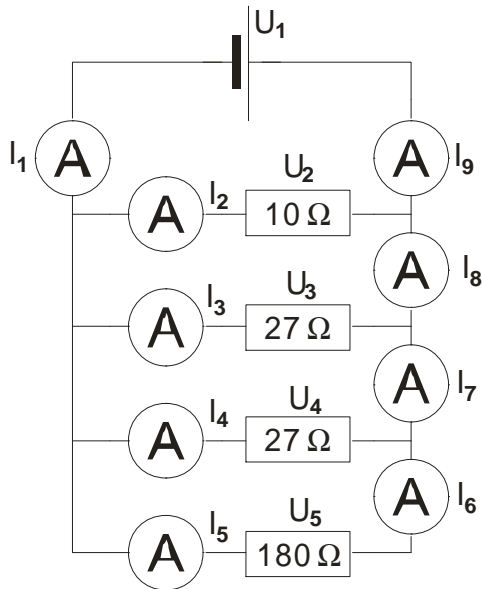 U1
I1 A A I9
I2 U2
A 10 Ω
A I8
I3 U3
A 27 Ω
A I7
I4 U4
A 27 Ω
A I6
I5 U5
A 180 Ω